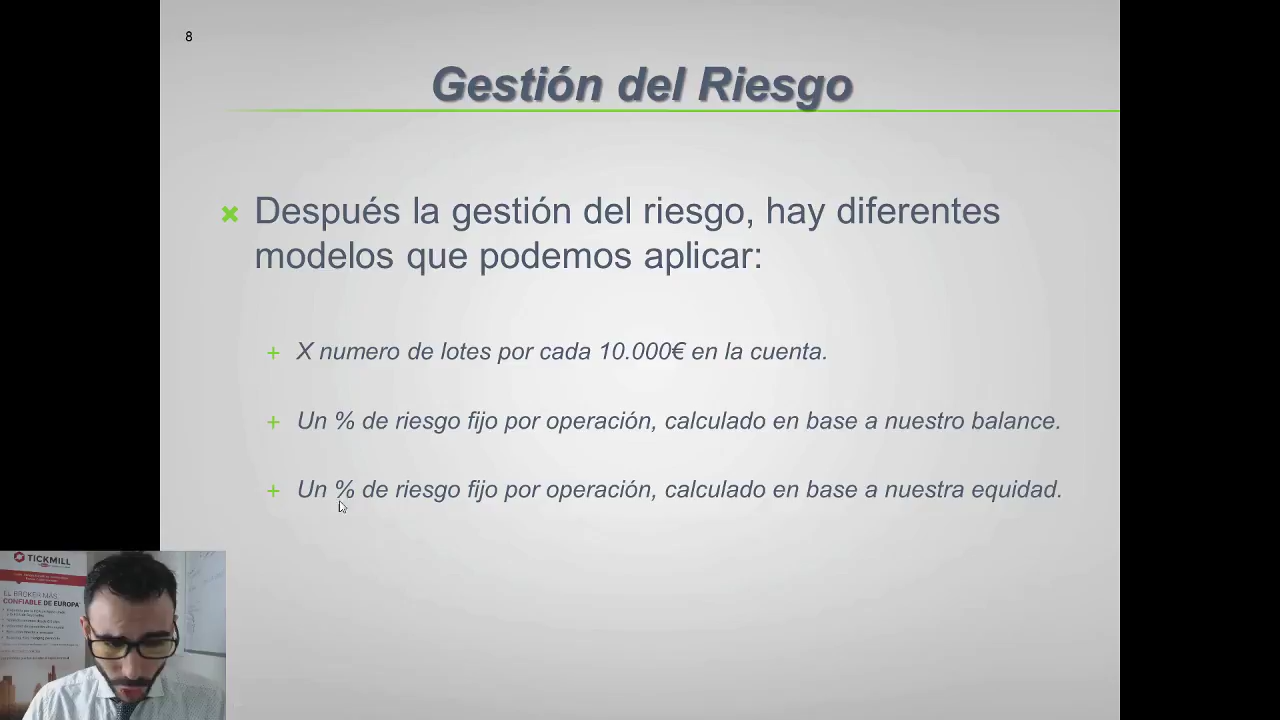 8
Gestión del Riesgo
Después la gestión del riesgo, hay diferentes
modelos que podemos aplicar:
X numero de lotes por cada 10.000€ en la cuenta.
Un % de riesgo fijo por operación, calculado en base a nuestro balance.
Un % de riesgo fijo por operación, calculado en base a nuestra equidad.
TICKMILL
EL BROKER MÁS
CONFIABLE DE EUROPA